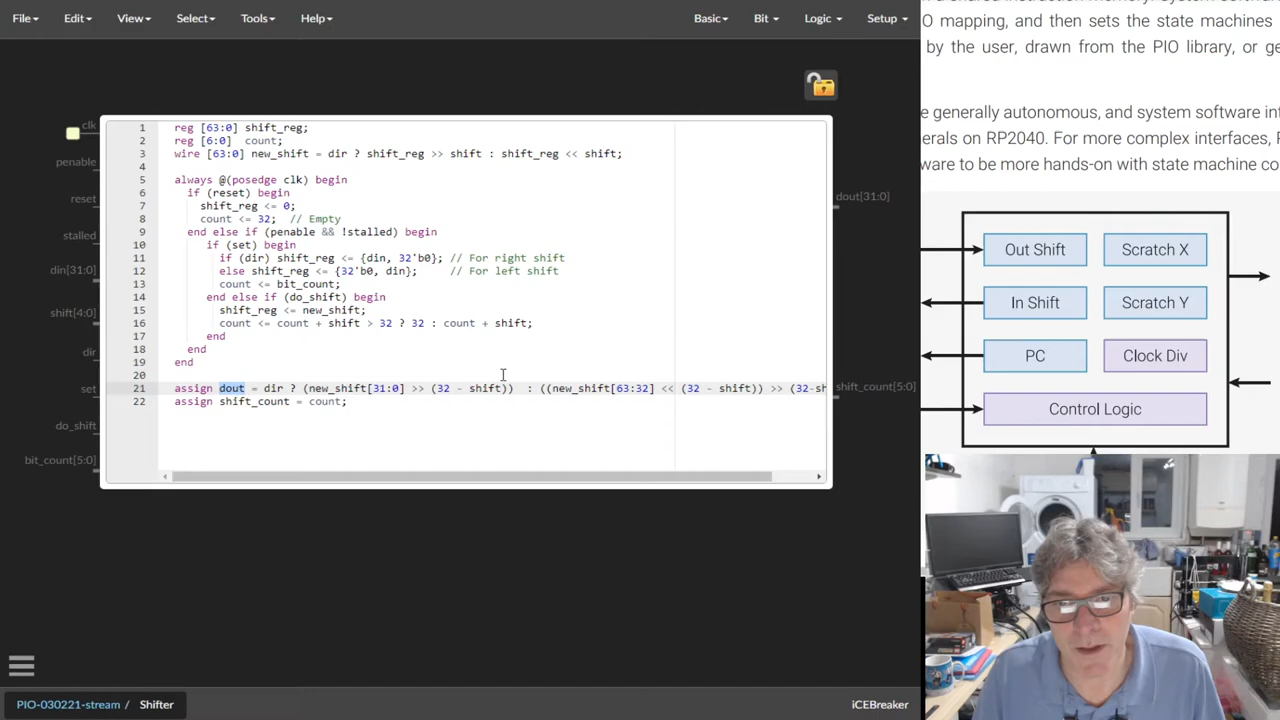 File Edit View Select Tools Help Basic Bit Logic Setup
clk
penable
reset
stalled
din[31:0]
shift[4:0]
dir
set
do_shift
bit_count[5:0]
1 reg [63:0] shift_reg;
2 reg [6:0] count;
3 wire [63:0] new_shift = dir ? shift_reg >> shift : shift_reg << shift;
4
5 always @(posedge clk) begin
6 if (reset) begin
7 shift_reg <= 0;
8 count <= 32; // Empty
9 end else if (penable && !stalled) begin
10 if (set) begin
11 if (dir) shift_reg <= {din, 32'b0}; // For right shift
12 else shift_reg <= {32'b0, din}; // For left shift
13 count <= bit_count;
14 end else if (do_shift) begin
15 shift_reg <= new_shift;
16 count <= count + shift > 32 ? 32 : count + shift;
17 end
18 end
19 end
20
21 assign dout = dir ? (new_shift[31:0] >> (32 - shift)) : ((new_shift[63:32] << (32 - shift)) >> (32-sh
22 assign shift_count = count;
dout[31:0]
shift_count[5:0]
PIO-030221-stream / Shifter
iCEBreaker
O mapping, and then sets the state machines
by the user, drawn from the PIO library, or ge
e generally autonomous, and system software in
erals on RP2040. For more complex interfaces,
ware to be more hands-on with state machine co
Out Shift
Scratch X
In Shift
Scratch Y
PC
Clock Div
Control Logic